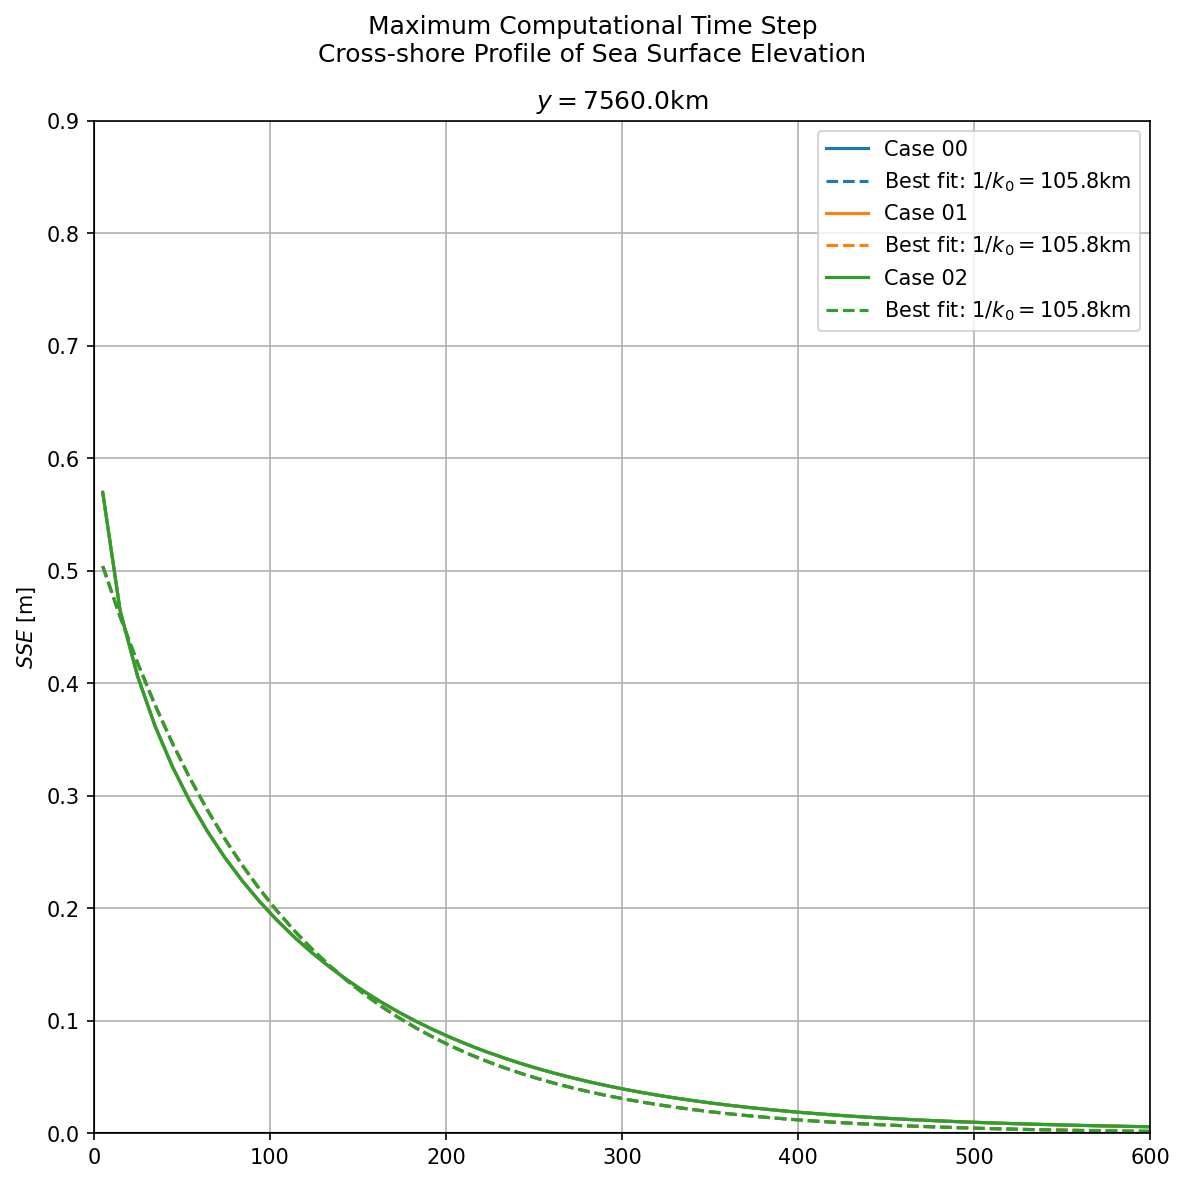 Maximum Computational Time Step
Cross-shore Profile of Sea Surface Elevation
y = 7560.0km
0.9
0.8
0.7
0.6
0.5
0.4
0.3
0.2
0.1
0.0
SSE [m]
Case 00
Best fit: 1/k₀ = 105.8km
Case 01
Best fit: 1/k₀ = 105.8km
Case 02
Best fit: 1/k₀ = 105.8km
0 100 200 300 400 500 600